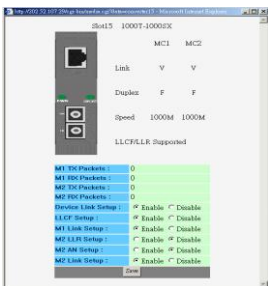 Slot15 1000T-1000SX
MC1 MC2
Link V V
Duplex F F
Speed 1000M 1000M
LLCF/LLR Supported
M1 TX Packets : 0
M1 RX Packets : 0
M2 TX Packets : 0
M2 RX Packets : 0
Device Link Setup : Enable Disable
LLCF Setup : Enable Disable
M1 Link Setup : Enable Disable
M2 LLR Setup : Enable Disable
M2 AN Setup : Enable Disable
M2 Link Setup : Enable Disable
Save